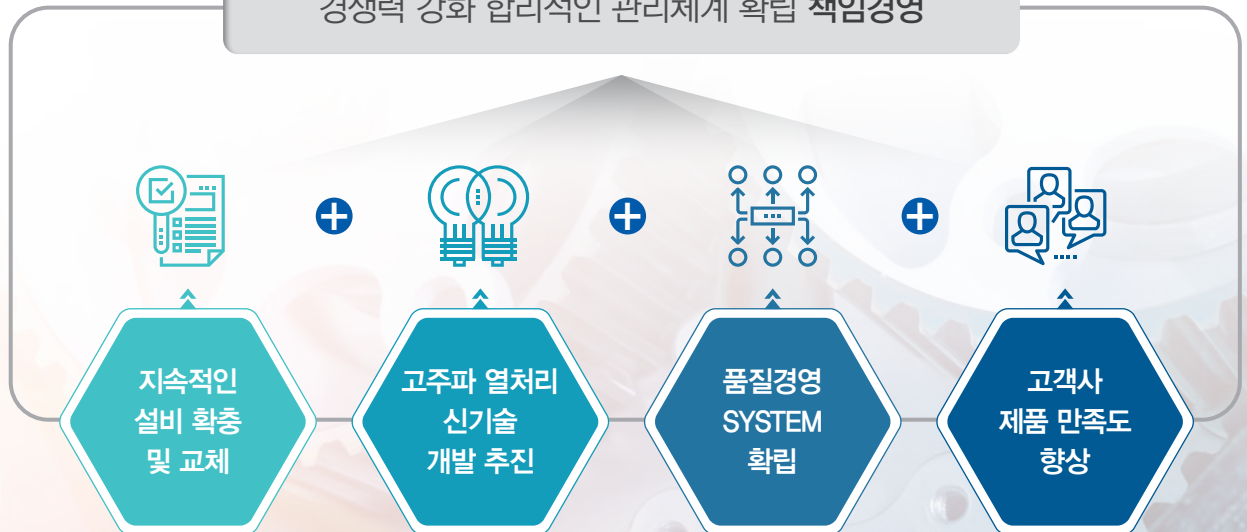 경쟁력 강화 합리적인 관리체계 확립 책임경영
지속적인
설비 확충
및 교체
고주파 열처리
신기술
개발 추진
품질경영
SYSTEM
확립
고객사
제품 만족도
향상